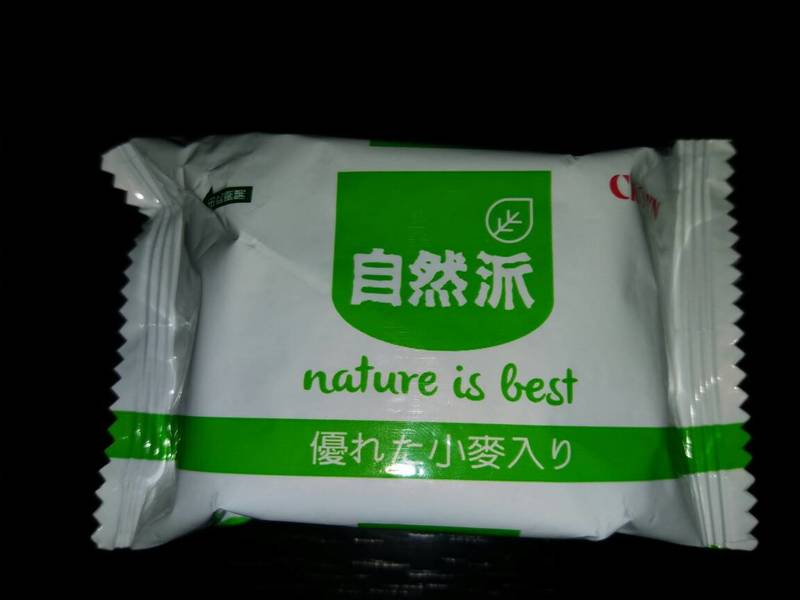 自然派
nature is best
優れた小麥入り